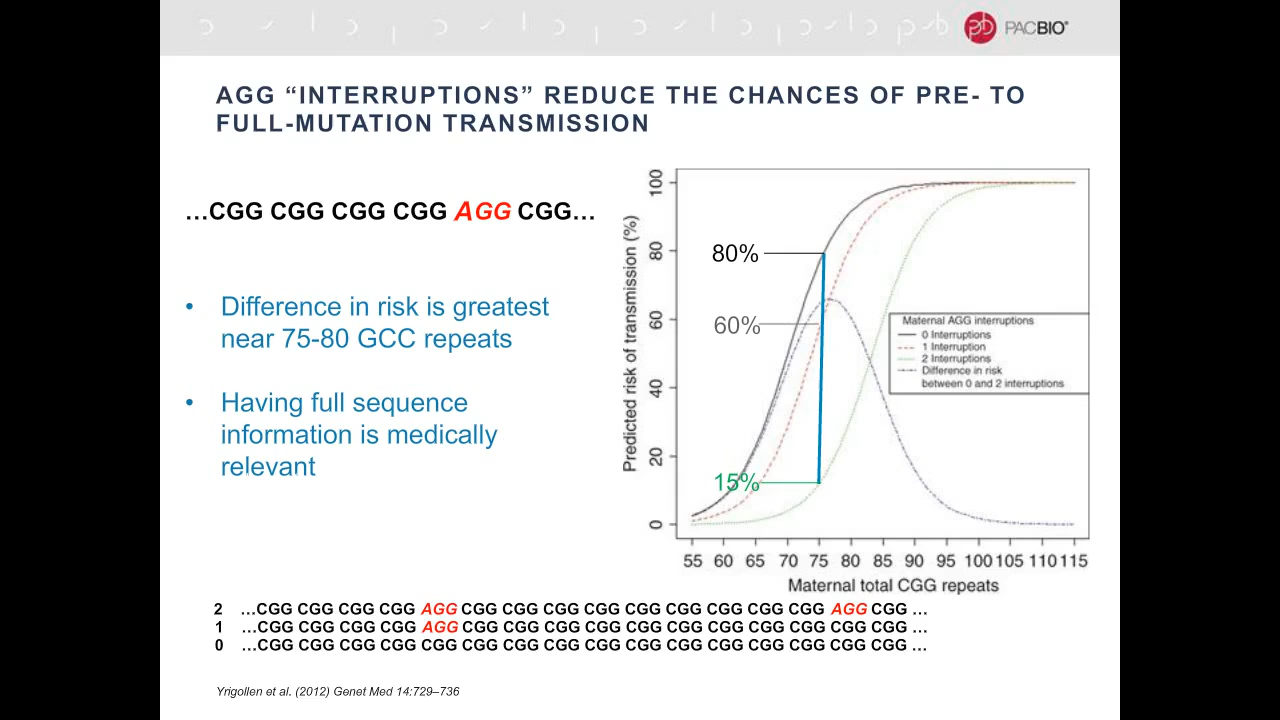 PACBIO®
AGG “INTERRUPTIONS” REDUCE THE CHANCES OF PRE- TO
FULL-MUTATION TRANSMISSION
…CGG CGG CGG CGG AGG CGG…
• Difference in risk is greatest
near 75-80 GCC repeats
• Having full sequence
information is medically
relevant
Predicted risk of transmission (%)
100
80
60
40
20
0
80%
60%
15%
Maternal AGG interruptions
0 Interruptions
1 Interruption
2 Interruptions
Difference in risk
between 0 and 2 interruptions
55 60 65 70 75 80 85 90 95 100 105 110 115
Maternal total CGG repeats
2 …CGG CGG CGG CGG AGG CGG CGG CGG CGG CGG CGG CGG CGG CGG AGG CGG …
1 …CGG CGG CGG CGG AGG CGG CGG CGG CGG CGG CGG CGG CGG CGG CGG CGG …
0 …CGG CGG CGG CGG CGG CGG CGG CGG CGG CGG CGG CGG CGG CGG CGG CGG …
Yrigollen et al. (2012) Genet Med 14:729–736